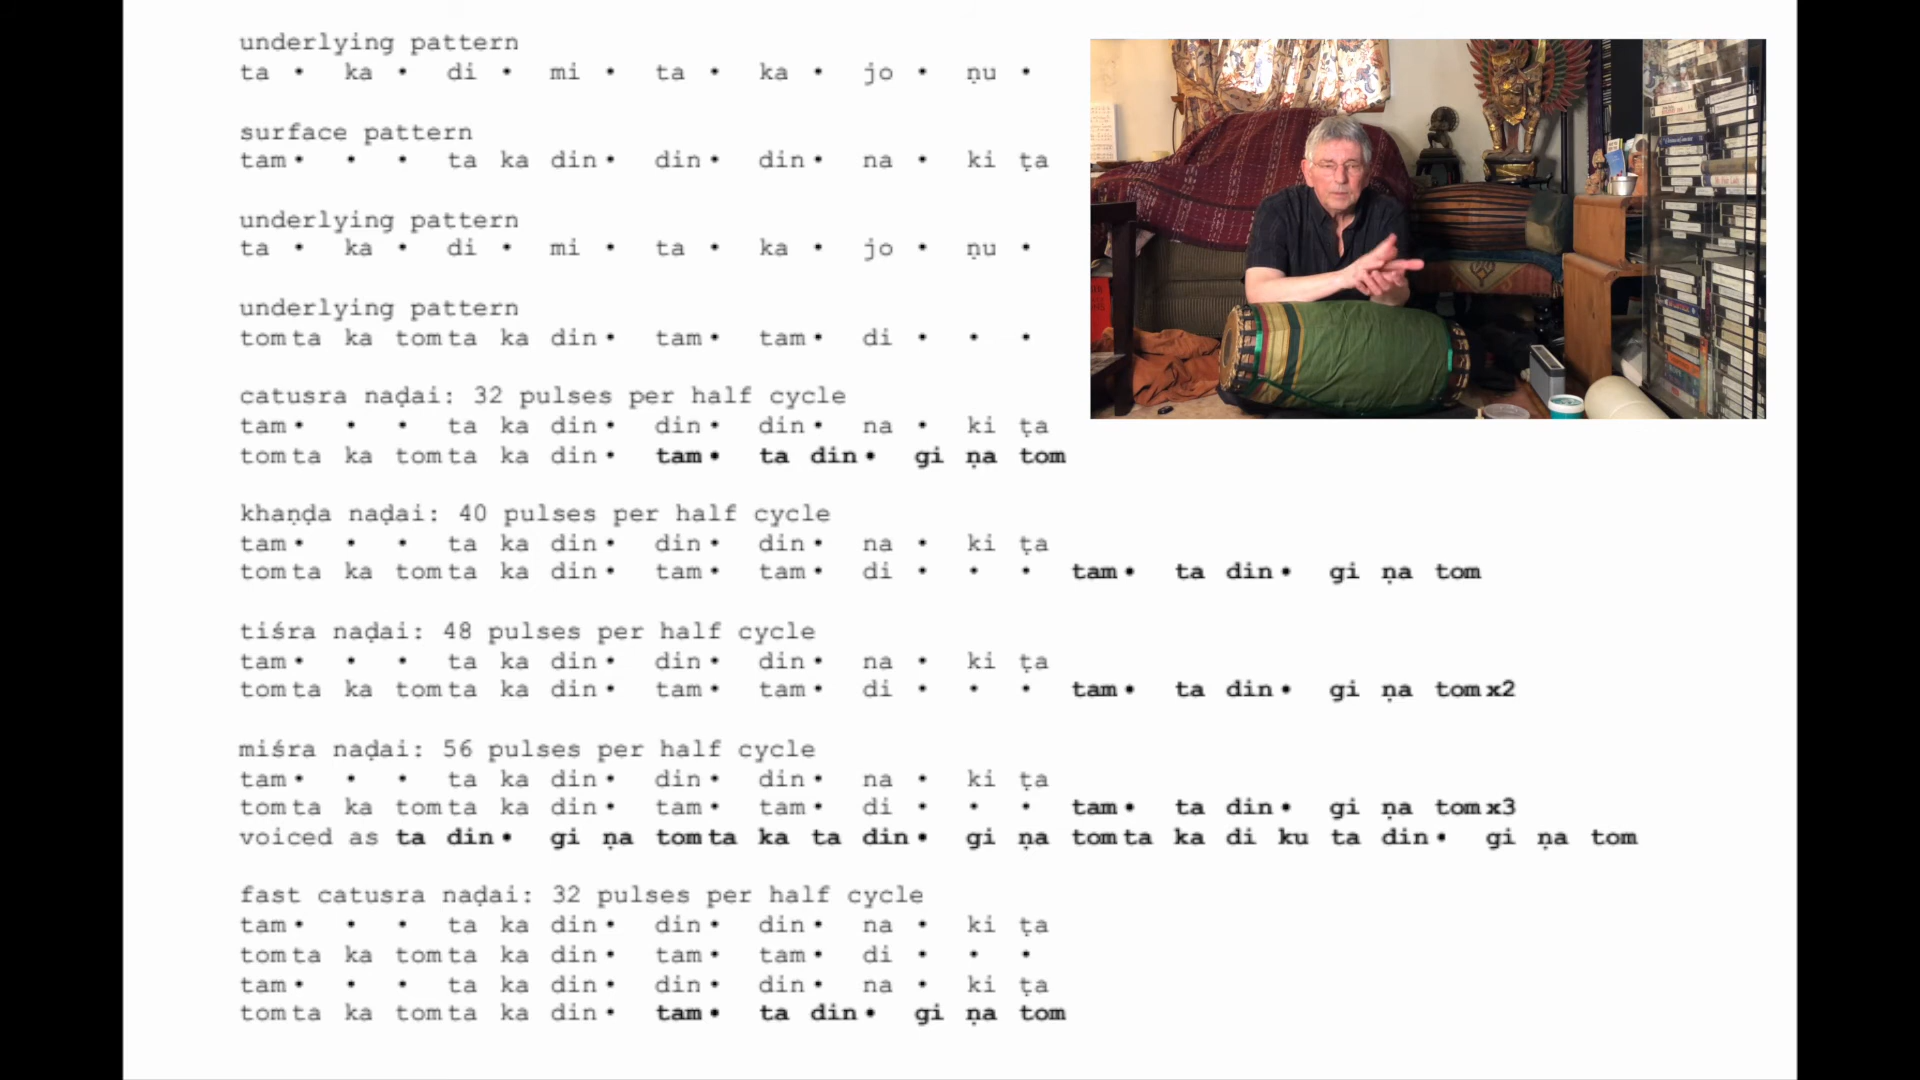 underlying pattern
ta • ka • di • mi • ta • ka • jo • ṇu •
surface pattern
tam • • • ta ka din • din • din • na • ki ṭa
underlying pattern
ta • ka • di • mi • ta • ka • jo • ṇu •
underlying pattern
tom ta ka tom ta ka din • tam • tam • di • • •
catusra naḍai: 32 pulses per half cycle
tam • • • ta ka din • din • din • na • ki ṭa
tom ta ka tom ta ka din • tam • ta din • gi ṇa tom
khaṇḍa naḍai: 40 pulses per half cycle
tam • • • ta ka din • din • din • na • ki ṭa
tom ta ka tom ta ka din • tam • tam • di • • • tam • ta din • gi ṇa tom
tiśra naḍai: 48 pulses per half cycle
tam • • • ta ka din • din • din • na • ki ṭa
tom ta ka tom ta ka din • tam • tam • di • • • tam • ta din • gi ṇa tom x2
miśra naḍai: 56 pulses per half cycle
tam • • • ta ka din • din • din • na • ki ṭa
tom ta ka tom ta ka din • tam • tam • di • • • tam • ta din • gi ṇa tom x3
voiced as ta din • gi ṇa tom ta ka ta din • gi ṇa tom ta ka di ku ta din • gi ṇa tom
fast catusra naḍai: 32 pulses per half cycle
tam • • • ta ka din • din • din • na • ki ṭa
tom ta ka tom ta ka din • tam • tam • di • • •
tam • • • ta ka din • din • din • na • ki ṭa
tom ta ka tom ta ka din • tam • ta din • gi ṇa tom